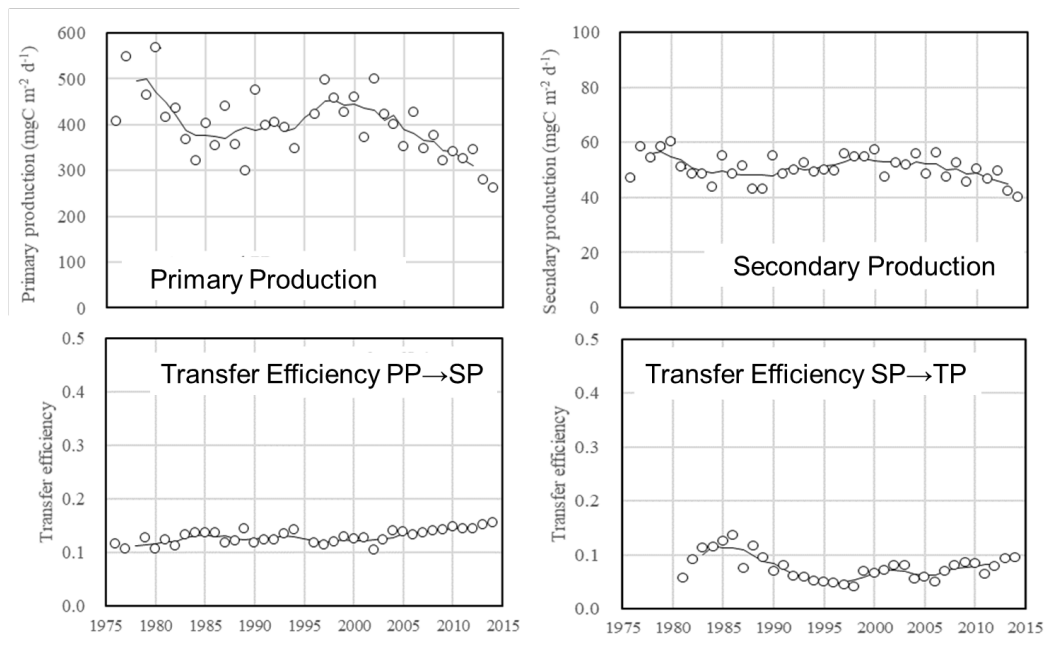 600
500
400
300
200
100
0
Primary production (mgC m-2 d-1)
Primary Production
100
80
60
40
20
0
Secndary production (mgC m-2 d-1)
Secondary Production
0.5
0.4
0.3
0.2
0.1
0.0
Transfer efficiency
Transfer Efficiency PP→SP
1975 1980 1985 1990 1995 2000 2005 2010 2015
0.5
0.4
0.3
0.2
0.1
0.0
Transfer efficiency
Transfer Efficiency SP→TP
1975 1980 1985 1990 1995 2000 2005 2010 2015